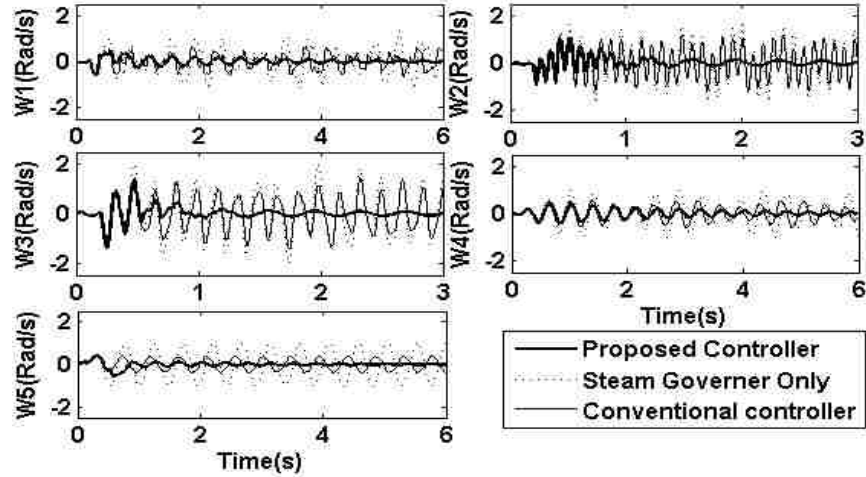 2
0
-2
W1(Rad/s)
0 2 4 6
2
0
-2
W2(Rad/s)
0 1 2 3
2
0
-2
W3(Rad/s)
0 1 2 3
2
0
-2
W4(Rad/s)
0 2 4 6
Time(s)
2
0
-2
W5(Rad/s)
0 2 4 6
Time(s)
Proposed Controller
Steam Governer Only
Conventional controller